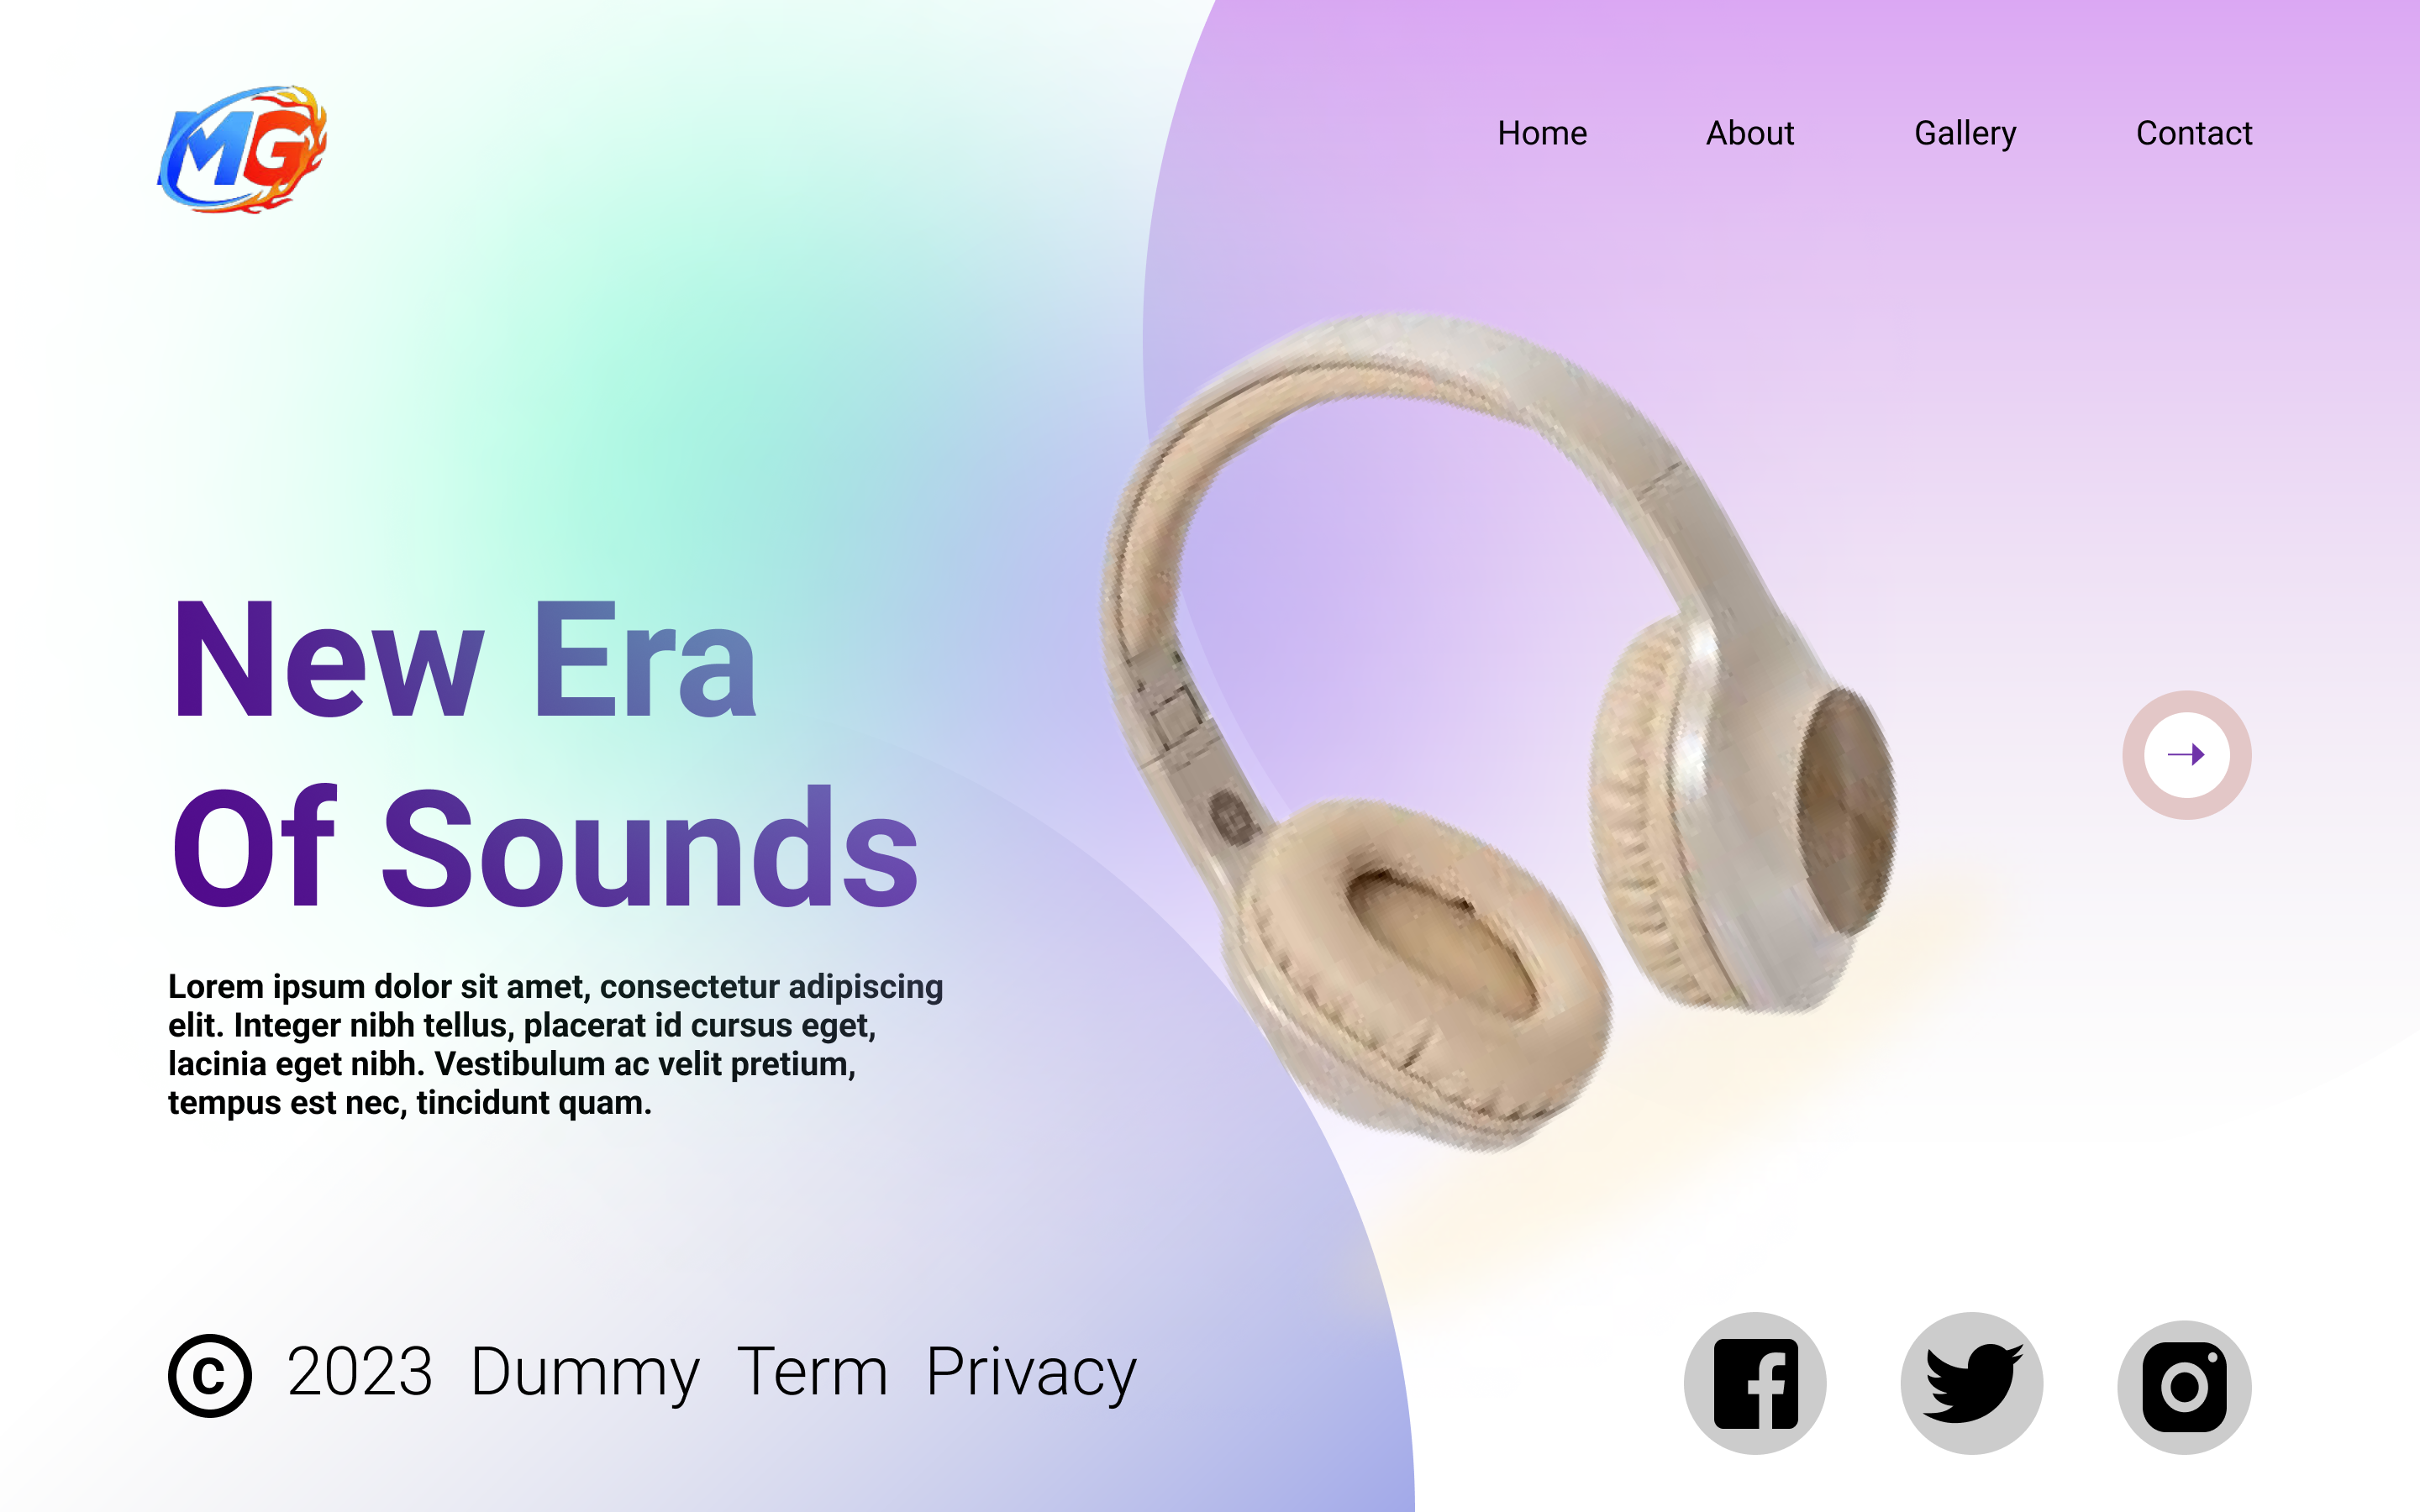 MG
Home About Gallery Contact
New Era
Of Sounds
Lorem ipsum dolor sit amet, consectetur adipiscing
elit. Integer nibh tellus, placerat id cursus eget,
lacinia eget nibh. Vestibulum ac velit pretium,
tempus est nec, tincidunt quam.
© 2023 Dummy Term Privacy